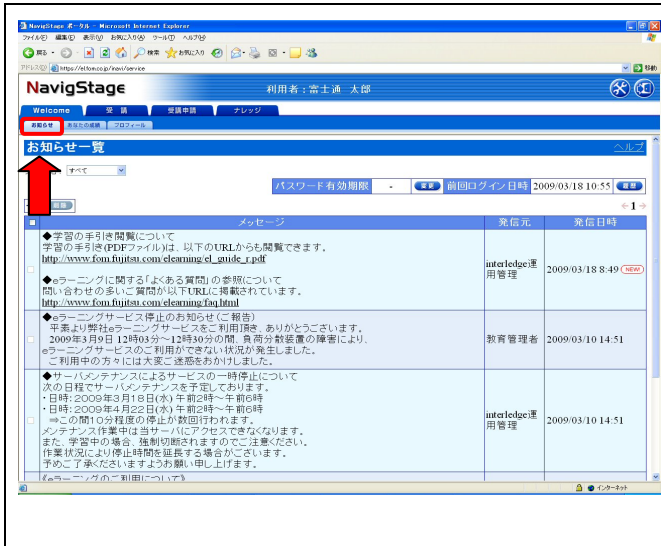 NavigStage ポータル - Microsoft Internet Explorer
ファイル(F) 編集(E) 表示(V) お気に入り(A) ツール(T) ヘルプ(H)
戻る 検索 お気に入り
https://el.fom.co.jp/inavi/service 移動
NavigStage 利用者：富士通 太郎
Welcome 受 講 受講申請 ナレッジ
お知らせ あなたの成績 プロフィール
お知らせ一覧 ヘルプ
すべて
パスワード有効期限 - 変更 前回ログイン日時 2009/03/18 10:55 履歴
削除 ←1→
メッセージ 発信元 発信日時
◆学習の手引き閲覧について
学習の手引き(PDFファイル)は、以下のURLからも閲覧できます。
http://www.fom.fujitsu.com/elearning/el_guide_r.pdf
◆eラーニングに関する「よくある質問」の参照について
問い合わせの多いご質問が以下URLに掲載されています。
http://www.fom.fujitsu.com/elearning/faq.html
interledge運用管理 2009/03/18 8:49 NEW!
◆eラーニングサービス停止のお知らせ(ご報告)
平素より弊社eラーニングサービスをご利用頂き、ありがとうございます。
2009年3月9日 12時03分～12時30分の間、負荷分散装置の障害により、
eラーニングサービスのご利用ができない状況が発生しました。
ご利用中の方々には大変ご迷惑をおかけしました。
教育管理者 2009/03/10 14:51
◆サーバメンテナンスによるサービスの一時停止について
次の日程でサーバメンテナンスを予定しております。
・日時：2009年3月18日(水) 午前2時～午前6時
・日時：2009年4月22日(水) 午前2時～午前6時
⇒この間10分程度の停止が数回行われます。
メンテナンス作業中は当サーバにアクセスできなくなります。
また、学習中の場合、強制切断されますのでご注意ください。
作業状況により停止時間を延長する場合がございます。
予めご了承くださいますようお願い申し上げます。
interledge運用管理 2009/03/10 14:51
《eラーニングのご利用について》
インターネット